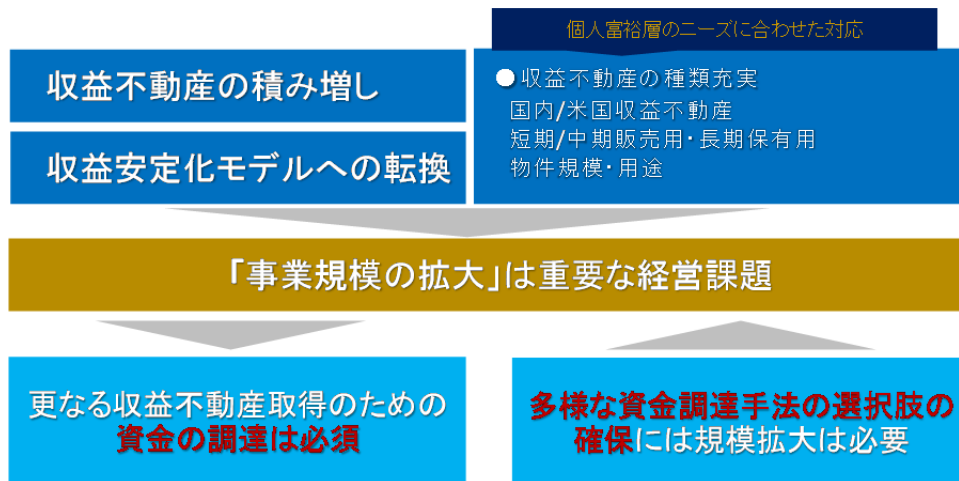 個人富裕層のニーズに合わせた対応
収益不動産の積み増し
収益安定化モデルへの転換
●収益不動産の種類充実
国内/米国収益不動産
短期/中期販売用・長期保有用
物件規模・用途
「事業規模の拡大」は重要な経営課題
更なる収益不動産取得のための
資金の調達は必須
多様な資金調達手法の選択肢の
確保には規模拡大は必要